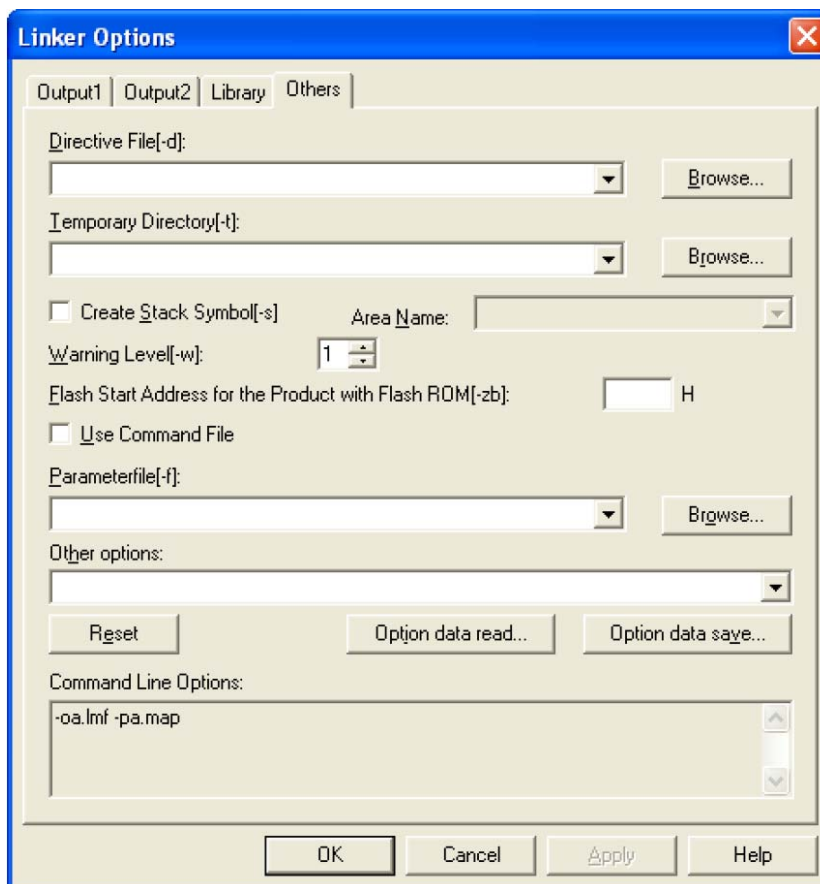 Linker Options
Output1 Output2 Library Others
Directive File[-d]:
Browse...
Temporary Directory[-t]:
Browse...
Create Stack Symbol[-s] Area Name:
Warning Level[-w]: 1
Flash Start Address for the Product with Flash ROM[-zb]: H
Use Command File
Parameterfile[-f]:
Browse...
Other options:
Reset Option data read... Option data save...
Command Line Options:
-oa.lmf -pa.map
OK Cancel Apply Help